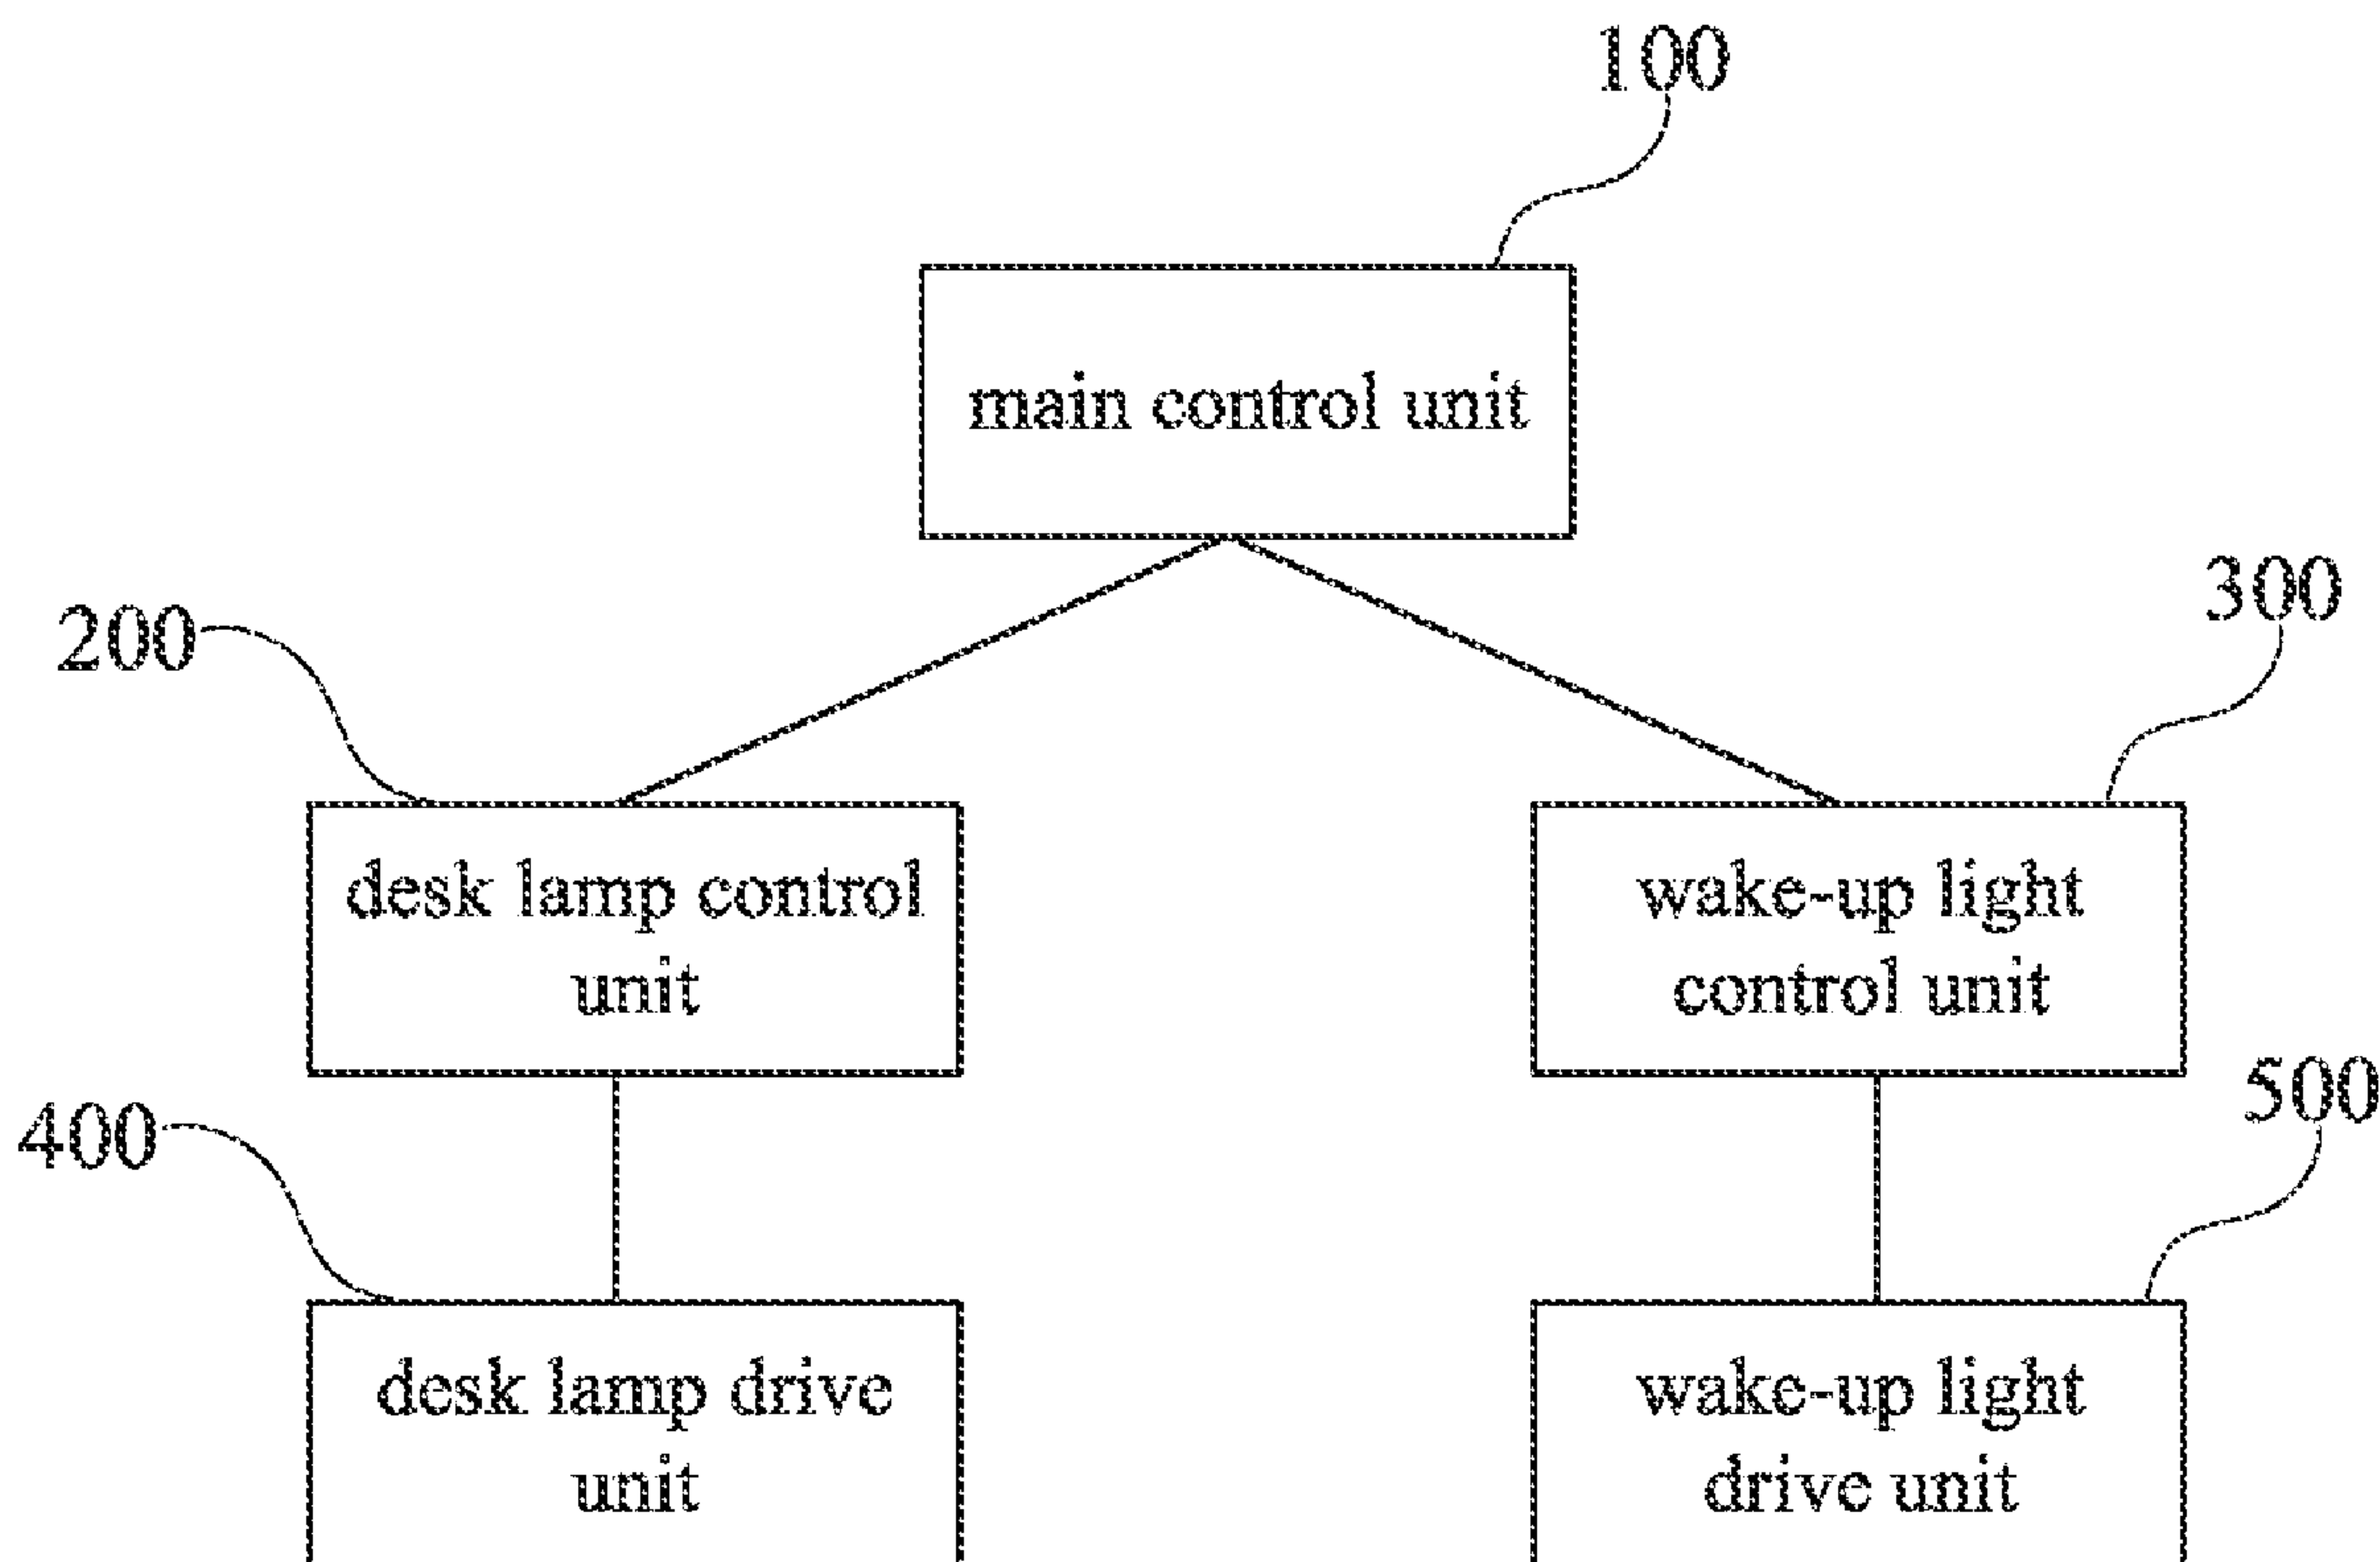 100
main control unit
200
300
desk lamp control
unit
wake-up light
control unit
400
500
desk lamp drive
unit
wake-up light
drive unit